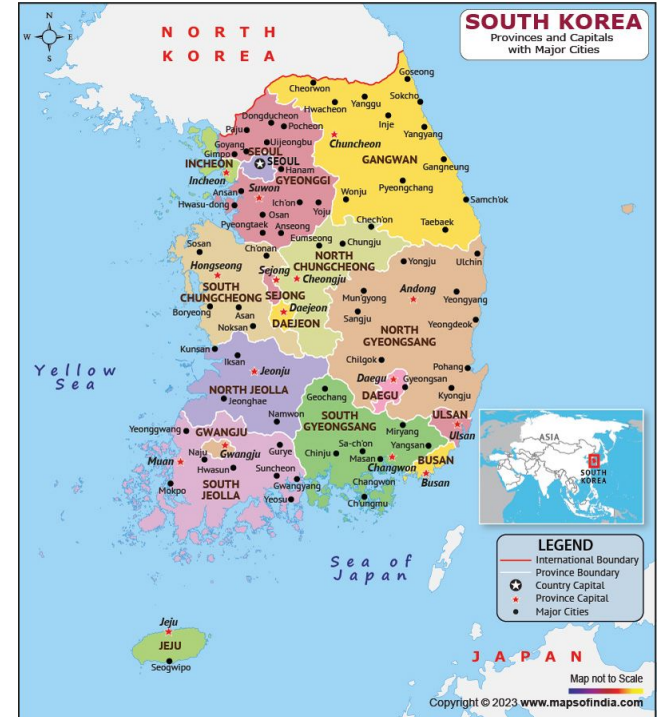 SOUTH KOREA
Provinces and Capitals
with Major Cities
N
W E
S
NORTH
KOREA
Goseong
Cheorwon
Hwacheon
Yanggu
Sokcho
Dongducheon
Pocheon
Inje
Paju
Yangyang
Uijeongbu
Chuncheon
Goyang
SEOUL
Gimpo
SEOUL
GANGWAN
INCHEON
Hanam
Gangneung
Incheon
GYEONGGI
Ansan
Suwon
Pyeongchang
Hwasu-dong
Ich'on
Wonju
Samch'ok
Osan
Yoju
Pyeongtaek
Anseong
Chech'on
Taebaek
Eumseong
Chungju
Sosan
Ch'onan
NORTH
CHUNGCHEONG
Yongju
Ulchin
Hongseong
Sejong
Cheongju
SOUTH
CHUNGCHEONG
SEJONG
Andong
Mun'gyong
Yeongyang
Boryeong
Asan
Daejeon
Sangju
Noksan
DAEJEON
Yeongdeok
NORTH
GYEONGSANG
Kunsan
Iksan
Chilgok
Pohang
Yellow
Sea
Jeonju
Daegu
Gyeongsan
NORTH JEOLLA
Geochang
DAEGU
Kyongju
Jeonghae
SOUTH
GYEONGSANG
ULSAN
Namwon
Yeonggwang
GWANGJU
Miryang
Ulsan
Naju
Gwangju
Gurye
Sa-ch'on
Yangsan
Muan
Hwasun
Chinju
Masan
BUSAN
Suncheon
Changwon
Mokpo
SOUTH
JEOLLA
Gwangyang
Changwon
Busan
Yeosu
Ch'ungmu
ASIA
SOUTH
KOREA
Sea of
Japan
LEGEND
International Boundary
Province Boundary
Country Capital
Province Capital
Major Cities
Jeju
JEJU
Seogwipo
JAPAN
Map not to Scale
Copyright © 2023 www.mapsofindia.com